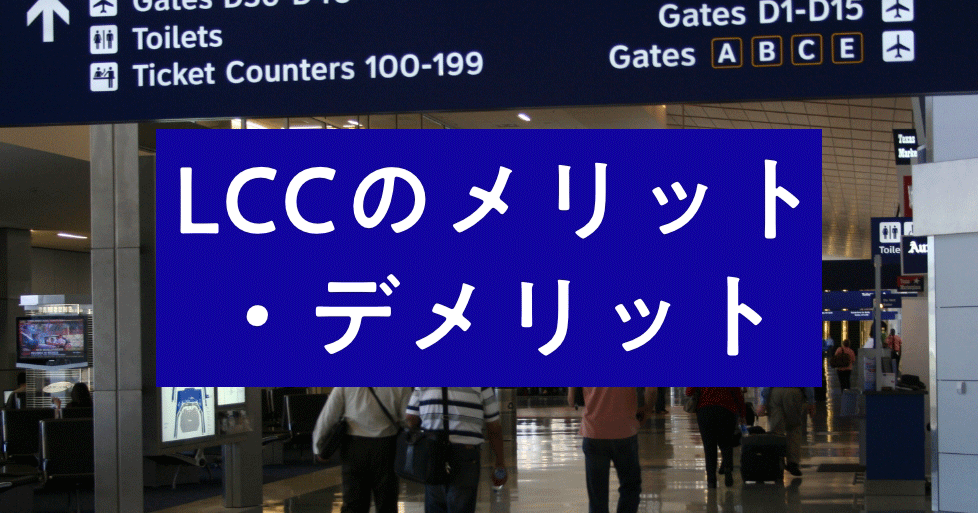 Toilets
Ticket Counters 100-199
Gates D1-D15
Gates A B C E
LCCのメリット
・デメリット